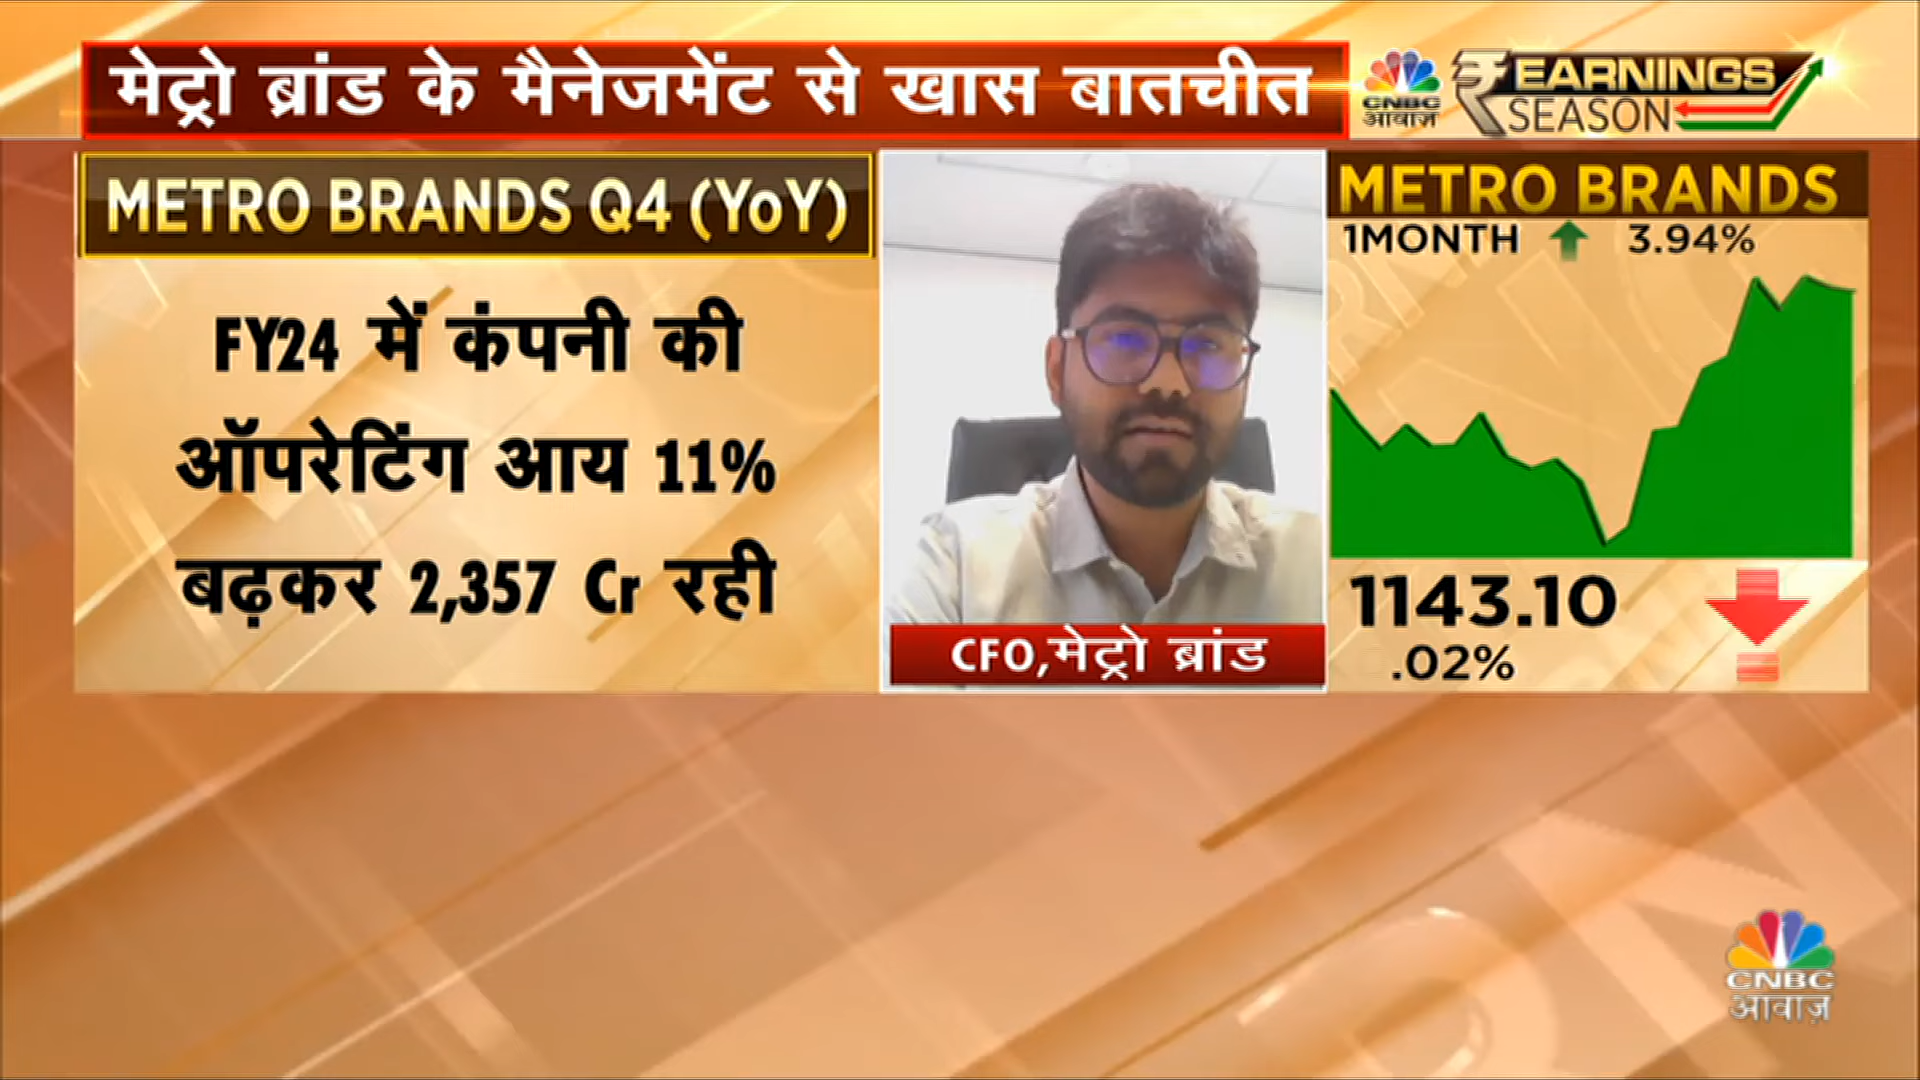 मेट्रो ब्रांड के मैनेजमेंट से खास बातचीत
CNBC
आवाज़
₹ EARNINGS
SEASON
METRO BRANDS Q4 (YoY)
FY24 में कंपनी की
ऑपरेटिंग आय 11%
बढ़कर 2,357 Cr रही
CFO,मेट्रो ब्रांड
METRO BRANDS
1MONTH 3.94%
1143.10
.02%
CNBC
आवाज़